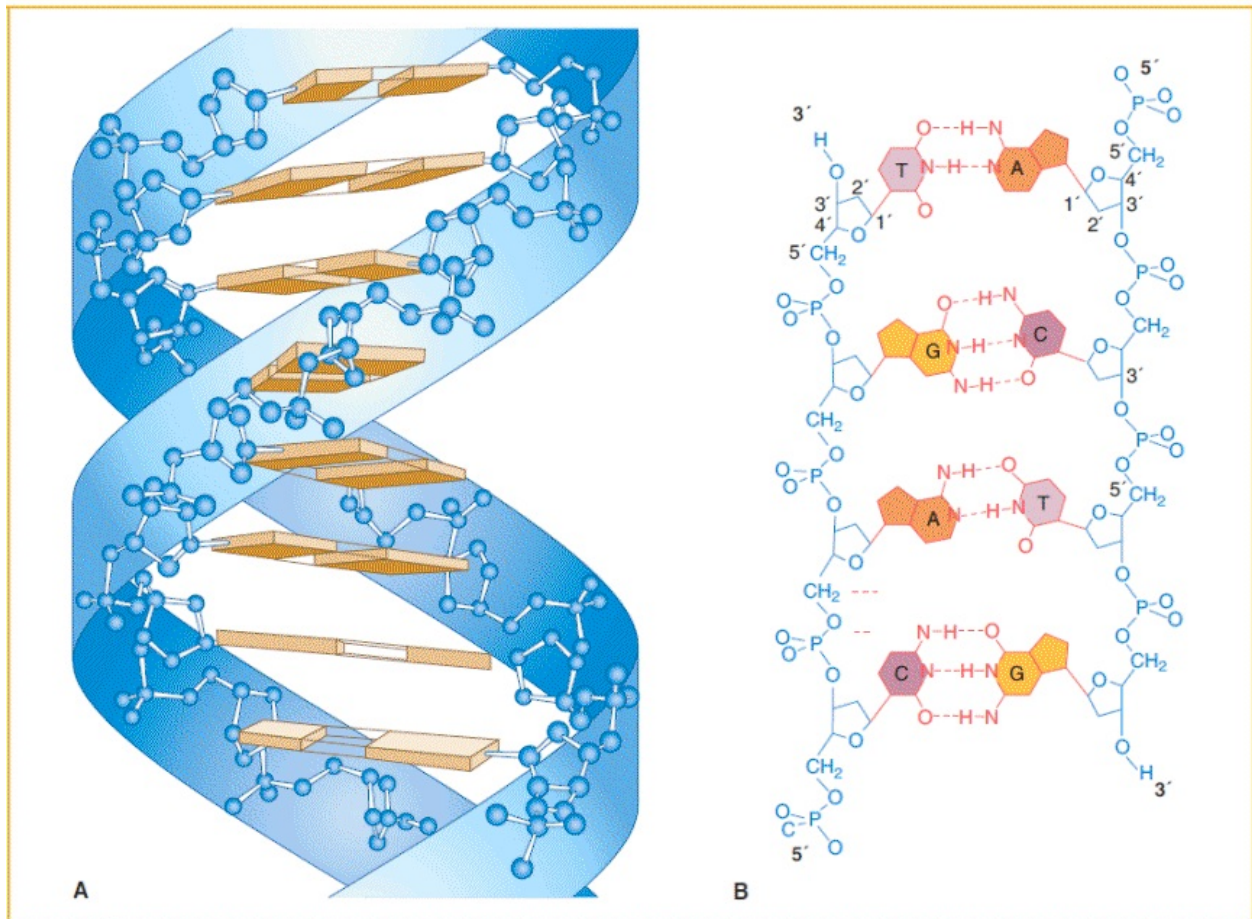 5´
O
P O
O
O
3´
5´
H
O---H-N
CH2
O
T
N-H---N
A
O
4´
3´
2´
1´
3´
2´
4´
1´
O
O
O
5´
CH2
O
O
P
O
O
P
O
O
O
O---H-N
O
CH2
G
N-H---N
C
O
O
N-H---O
3´
CH2
O
O
O
P
O
O
P
O
O
N-H---O
O
5´
CH2
O
A
N---H-N
T
O
O
O
CH2
---
O
O
P
O
--
O
P
O
O
N-H---O
O
CH2
C
N---H-N
G
O
O
O---H-N
O
H
CH2
3´
O
O
P
C
O
5´
A
B